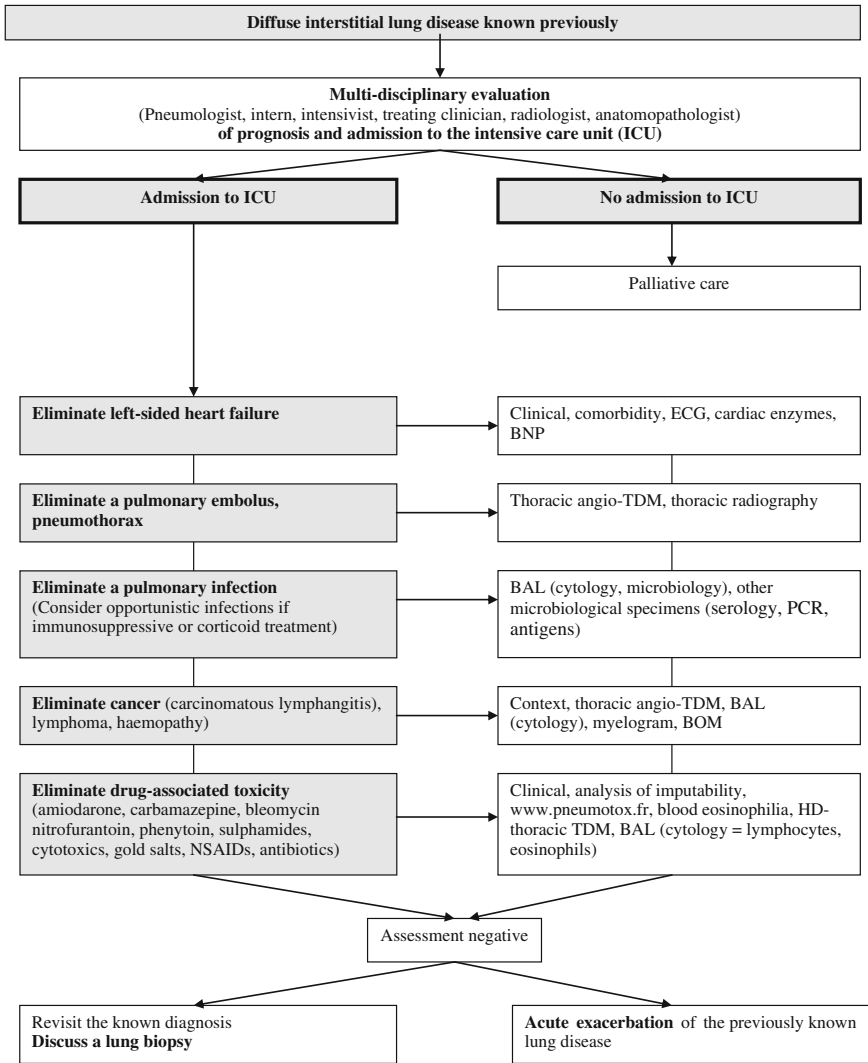 Diffuse interstitial lung disease known previously
Multi-disciplinary evaluation
(Pneumologist, intern, intensivist, treating clinician, radiologist, anatomopathologist)
of prognosis and admission to the intensive care unit (ICU)
Admission to ICU
No admission to ICU
Palliative care
Eliminate left-sided heart failure
Clinical, comorbidity, ECG, cardiac enzymes,
BNP
Eliminate a pulmonary embolus,
pneumothorax
Thoracic angio-TDM, thoracic radiography
Eliminate a pulmonary infection
(Consider opportunistic infections if
immunosuppressive or corticoid treatment)
BAL (cytology, microbiology), other
microbiological specimens (serology, PCR,
antigens)
Eliminate cancer (carcinomatous lymphangitis),
lymphoma, haemopathy)
Context, thoracic angio-TDM, BAL
(cytology), myelogram, BOM
Eliminate drug-associated toxicity
(amiodarone, carbamazepine, bleomycin
nitrofurantoin, phenytoin, sulphamides,
cytotoxics, gold salts, NSAIDs, antibiotics)
Clinical, analysis of imputability,
www.pneumotox.fr, blood eosinophilia, HD-
thoracic TDM, BAL (cytology = lymphocytes,
eosinophils)
Assessment negative
Revisit the known diagnosis
Discuss a lung biopsy
Acute exacerbation of the previously known
lung disease